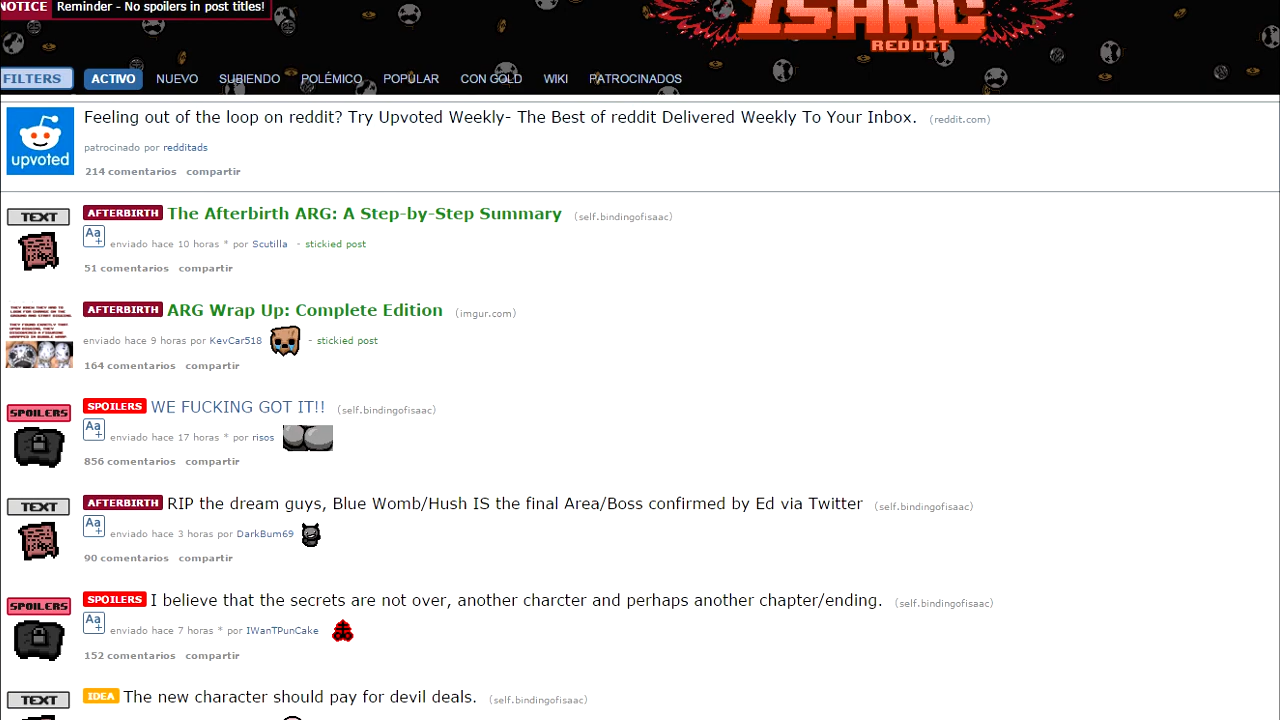 NOTICE Reminder - No spoilers in post titles!
ISAAC
REDDIT
FILTERS ACTIVO NUEVO SUBIENDO POLÉMICO POPULAR CON GOLD WIKI PATROCINADOS
Feeling out of the loop on reddit? Try Upvoted Weekly- The Best of reddit Delivered Weekly To Your Inbox. (reddit.com)
upvoted
patrocinado por redditads
214 comentarios compartir
TEXT AFTERBIRTH The Afterbirth ARG: A Step-by-Step Summary (self.bindingofisaac)
Aa+ enviado hace 10 horas * por Scutilla - stickied post
51 comentarios compartir
AFTERBIRTH ARG Wrap Up: Complete Edition (imgur.com)
enviado hace 9 horas por KevCar518 - stickied post
164 comentarios compartir
SPOILERS SPOILERS WE FUCKING GOT IT!! (self.bindingofisaac)
Aa+ enviado hace 17 horas * por risos
856 comentarios compartir
TEXT AFTERBIRTH RIP the dream guys, Blue Womb/Hush IS the final Area/Boss confirmed by Ed via Twitter (self.bindingofisaac)
Aa+ enviado hace 3 horas por DarkBum69
90 comentarios compartir
SPOILERS SPOILERS I believe that the secrets are not over, another charcter and perhaps another chapter/ending. (self.bindingofisaac)
Aa+ enviado hace 7 horas * por IWanTPunCake
152 comentarios compartir
TEXT IDEA The new character should pay for devil deals. (self.bindingofisaac)